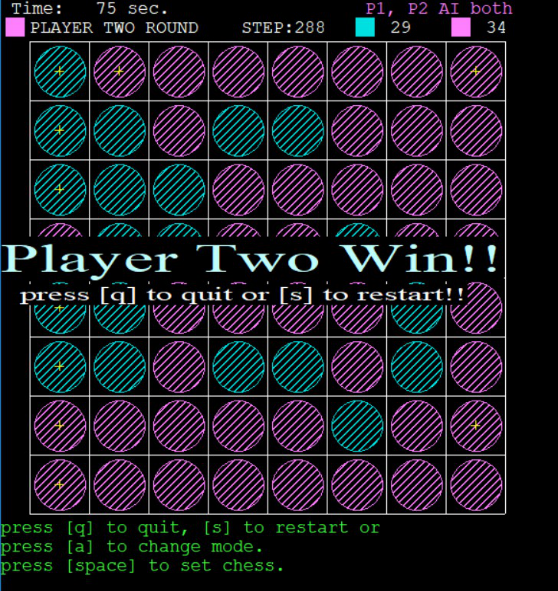 Time: 75 sec. P1, P2 AI both
PLAYER TWO ROUND STEP:288 29 34
Player Two Win!!
press [q] to quit or [s] to restart!!
press [q] to quit, [s] to restart or
press [a] to change mode.
press [space] to set chess.